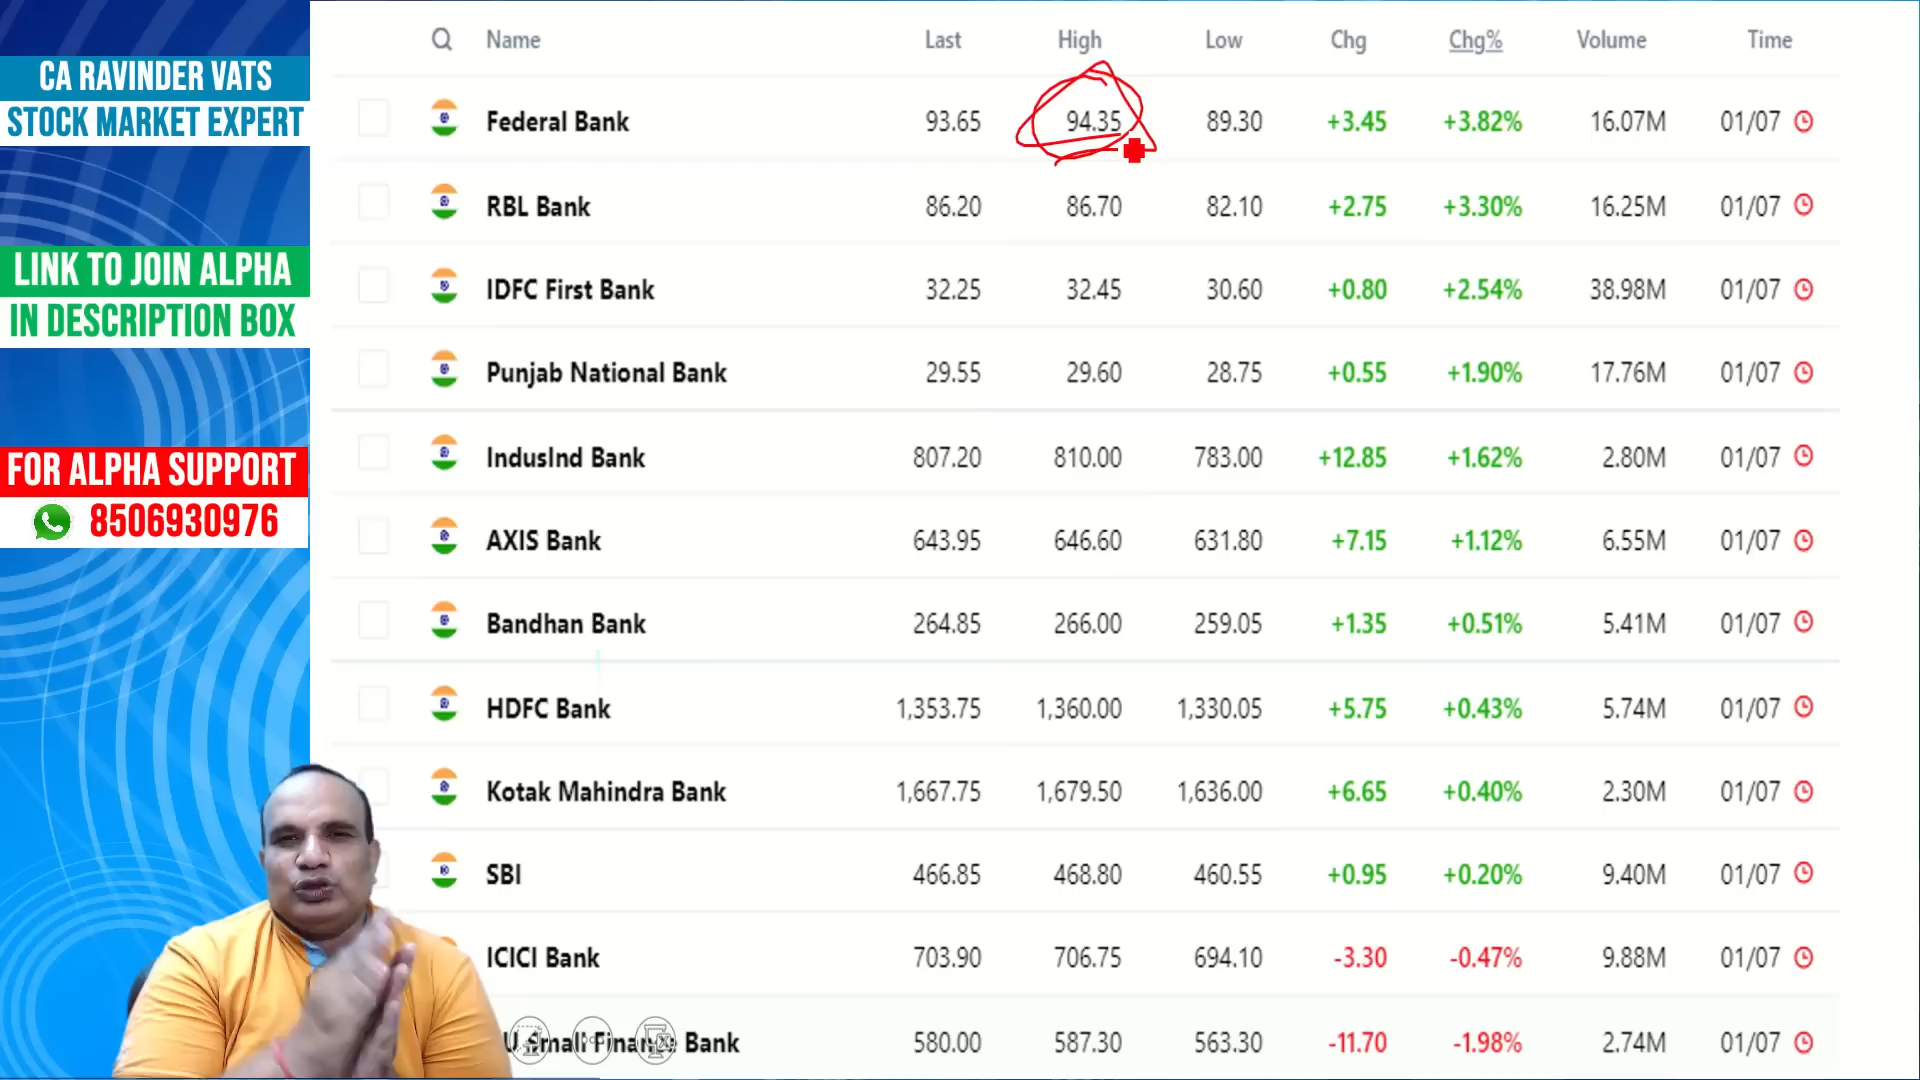 CA RAVINDER VATS
STOCK MARKET EXPERT
LINK TO JOIN ALPHA
IN DESCRIPTION BOX
FOR ALPHA SUPPORT
8506930976
Name Last High Low Chg Chg% Volume Time
Federal Bank 93.65 94.35 89.30 +3.45 +3.82% 16.07M 01/07
RBL Bank 86.20 86.70 82.10 +2.75 +3.30% 16.25M 01/07
IDFC First Bank 32.25 32.45 30.60 +0.80 +2.54% 38.98M 01/07
Punjab National Bank 29.55 29.60 28.75 +0.55 +1.90% 17.76M 01/07
IndusInd Bank 807.20 810.00 783.00 +12.85 +1.62% 2.80M 01/07
AXIS Bank 643.95 646.60 631.80 +7.15 +1.12% 6.55M 01/07
Bandhan Bank 264.85 266.00 259.05 +1.35 +0.51% 5.41M 01/07
HDFC Bank 1,353.75 1,360.00 1,330.05 +5.75 +0.43% 5.74M 01/07
Kotak Mahindra Bank 1,667.75 1,679.50 1,636.00 +6.65 +0.40% 2.30M 01/07
SBI 466.85 468.80 460.55 +0.95 +0.20% 9.40M 01/07
ICICI Bank 703.90 706.75 694.10 -3.30 -0.47% 9.88M 01/07
U Small Finance Bank 580.00 587.30 563.30 -11.70 -1.98% 2.74M 01/07